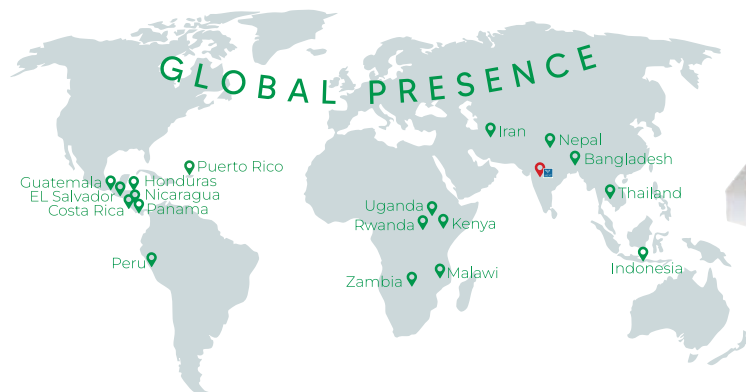 GLOBAL PRESENCE
Iran
Nepal
Bangladesh
Puerto Rico
Guatemala
Honduras
EL Salvador
Nicaragua
Costa Rica
Panama
Thailand
Uganda
Rwanda
Kenya
Peru
Zambia
Malawi
Indonesia